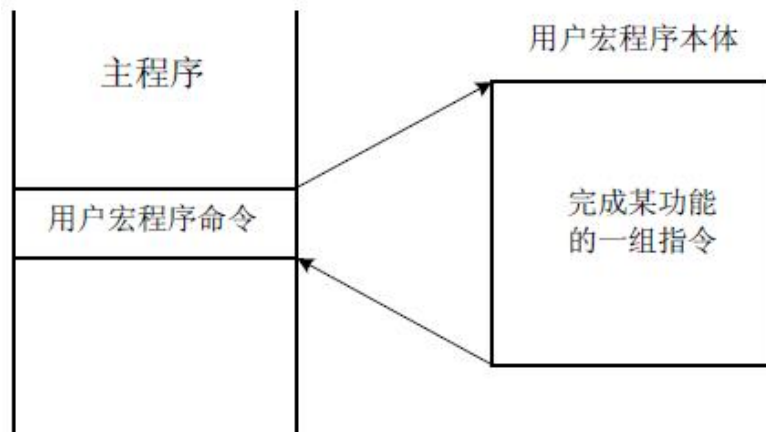 用户宏程序本体
主程序
用户宏程序命令
完成某功能
的一组指令